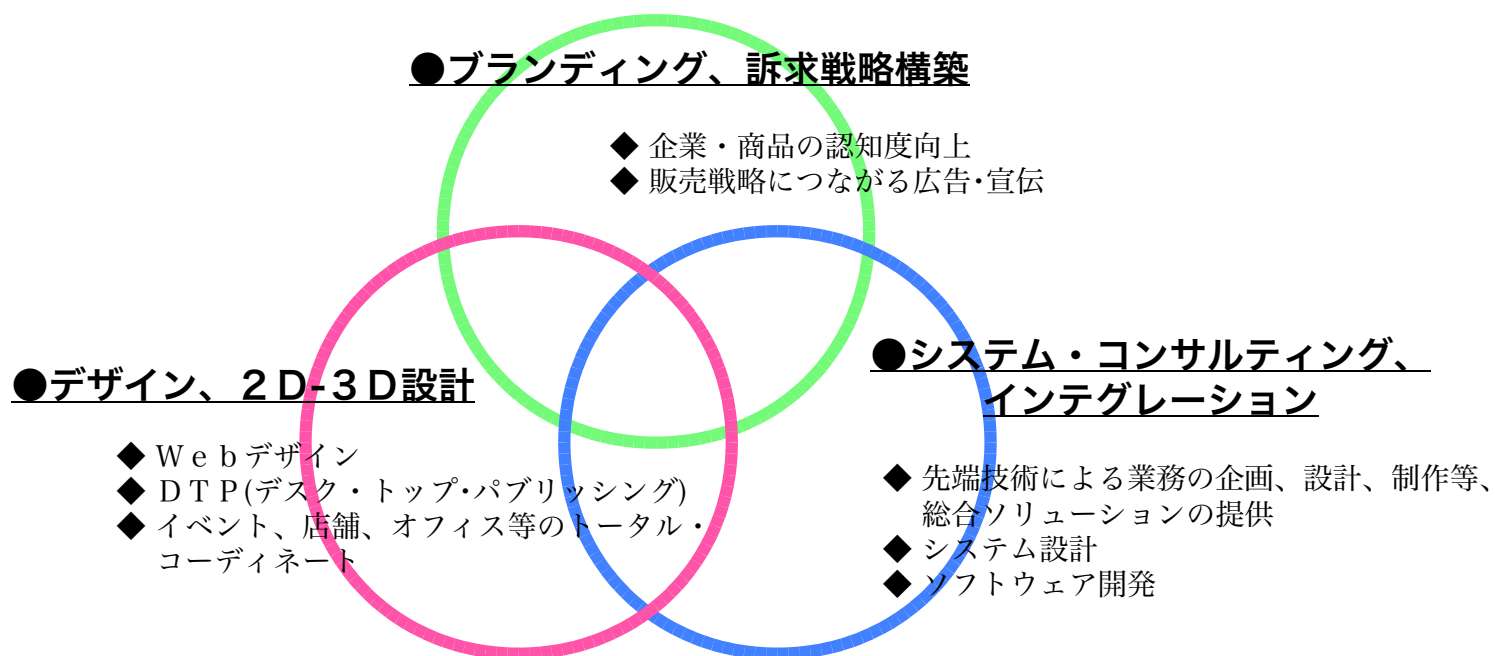 ●ブランディング、訴求戦略構築
◆ 企業・商品の認知度向上
◆ 販売戦略につながる広告・宣伝
●デザイン、２Ｄ-３Ｄ設計
◆ Ｗｅｂデザイン
◆ ＤＴＰ(デスク・トップ・パブリッシング)
◆ イベント、店舗、オフィス等のトータル・
コーディネート
●システム・コンサルティング、
インテグレーション
◆ 先端技術による業務の企画、設計、制作等、
総合ソリューションの提供
◆ システム設計
◆ ソフトウェア開発